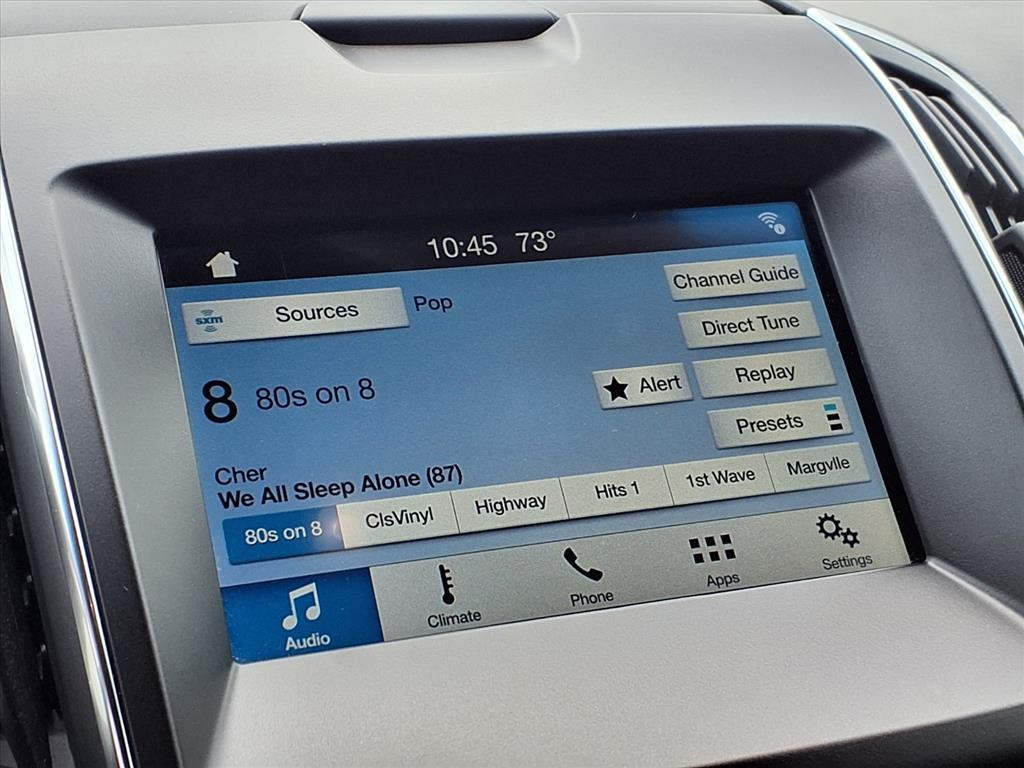 10:45 73°
sxm Sources
Pop
Channel Guide
Direct Tune
8 80s on 8
Alert
Replay
Presets
Cher
We All Sleep Alone (87)
80s on 8 ClsVinyl Highway Hits 1 1st Wave Margvlle
Audio Climate Phone Apps Settings